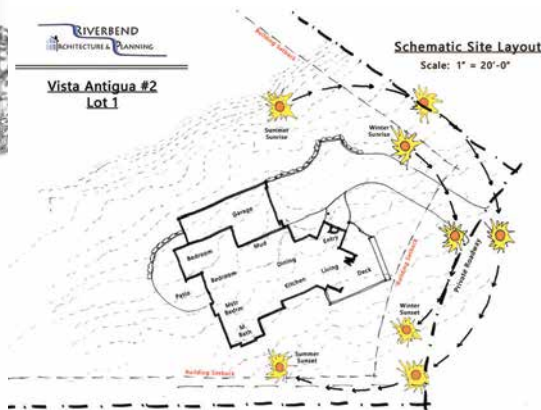 RIVERBEND
ARCHITECTURE & PLANNING
Vista Antigua #2
Lot 1
Schematic Site Layout
Scale: 1" = 20'-0"
Building Setback
Summer
Sunrise
Winter
Sunrise
Garage
Bedroom
Mud
Entry
Dining
Bedroom
Living
Deck
Kitchen
Patio
Mstr
Bedrm
M.
Bath
Building Setback
Private Roadway
Winter
Sunset
Summer
Sunset
Building Setback